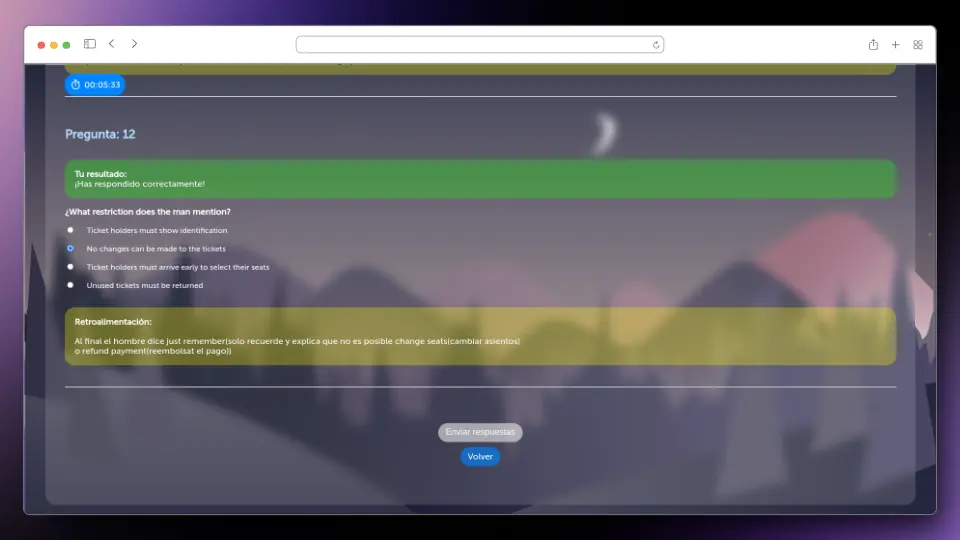 00:05:33
Pregunta: 12
Tu resultado:
¡Has respondido correctamente!
¿What restriction does the man mention?
Ticket holders must show identification
No changes can be made to the tickets
Ticket holders must arrive early to select their seats
Unused tickets must be returned
Retroalimentación:
Al final el hombre dice just remember(solo recuerde y explica que no es posible change seats(cambiar asientos)
o refund payment(reembolsat el pago))
Enviar respuestas
Volver